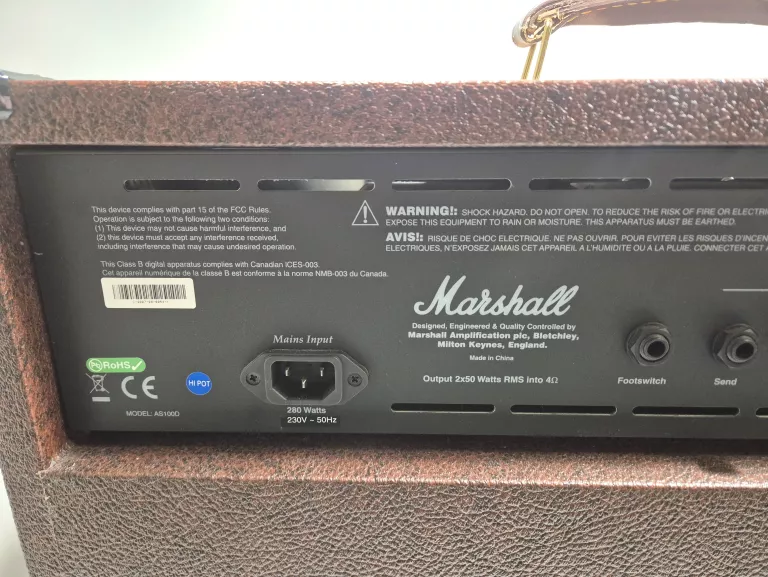 This device complies with part 15 of the FCC Rules.
Operation is subject to the following two conditions:
(1) This device may not cause harmful interference, and
(2) this device must accept any interference received,
including interference that may cause undesired operation.
This Class B digital apparatus complies with Canadian ICES-003.
Cet appareil numérique de la classe B est conforme à la norme NMB-003 du Canada.
WARNING!: SHOCK HAZARD. DO NOT OPEN. TO REDUCE THE RISK OF FIRE OR ELECTRI
EXPOSE THIS EQUIPMENT TO RAIN OR MOISTURE. THIS APPARATUS MUST BE EARTHED.
AVIS!: RISQUE DE CHOC ELECTRIQUE. NE PAS OUVRIR. POUR EVITER LES RISQUES D'INCEN
ELECTRIQUES, N'EXPOSEZ JAMAIS CET APPAREIL A L'HUMIDITE OU A LA PLUIE. CONNECTER CET A
Marshall
Designed, Engineered & Quality Controlled by
Marshall Amplification plc, Bletchley,
Milton Keynes, England.
Made in China
Output 2x50 Watts RMS into 4Ω
Mains Input
280 Watts
230V ~ 50Hz
Pb RoHS
CE
HI POT
MODEL: AS100D
Footswitch
Send